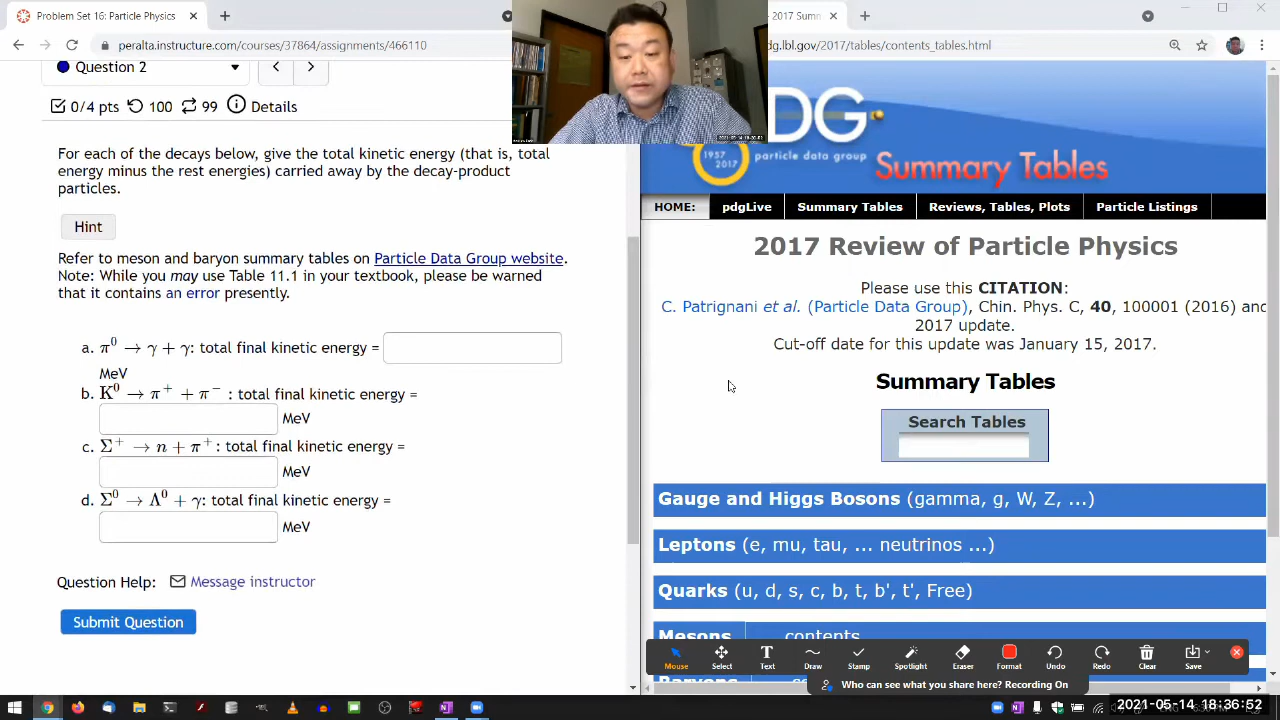 Problem Set 16: Particle Physics
2017 Sum
peralta.instructure.com/courses/37864/assignments/466110
dg.lbl.gov/2017/tables/contents_tables.html
Question 2
0/4 pts 100 99 Details
For each of the decays below, give the total kinetic energy (that is, total
energy minus the rest energies) carried away by the decay-product
particles.
Hint
Refer to meson and baryon summary tables on Particle Data Group website.
Note: While you may use Table 11.1 in your textbook, please be warned
that it contains an error presently.
a. π⁰ → γ + γ: total final kinetic energy =
MeV
b. K⁰ → π⁺ + π⁻ : total final kinetic energy =
MeV
c. Σ⁺ → n + π⁺: total final kinetic energy =
MeV
d. Σ⁰ → Λ⁰ + γ: total final kinetic energy =
MeV
Question Help: Message instructor
Submit Question
DG
1957
2017
particle data group
Summary Tables
HOME: pdgLive Summary Tables Reviews, Tables, Plots Particle Listings
2017 Review of Particle Physics
Please use this CITATION:
C. Patrignani et al. (Particle Data Group), Chin. Phys. C, 40, 100001 (2016) and
2017 update.
Cut-off date for this update was January 15, 2017.
Summary Tables
Search Tables
Gauge and Higgs Bosons (gamma, g, W, Z, ...)
Leptons (e, mu, tau, ... neutrinos ...)
Quarks (u, d, s, c, b, t, b', t', Free)
Mesons contents
Mouse Select Text Draw Stamp Spotlight Eraser Format Undo Redo Clear Save
Who can see what you share here? Recording On
2021-05-14 18:36:52